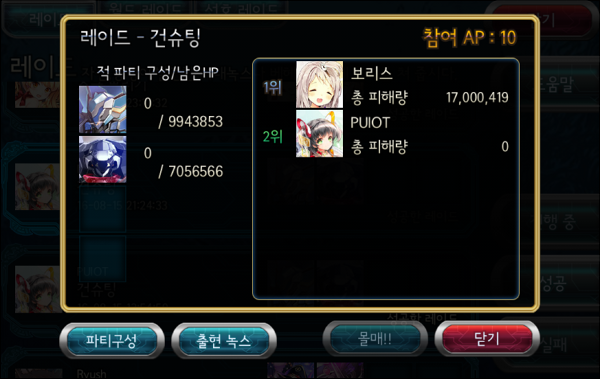 레이드 - 건슈팅
참여 AP : 10
적 파티 구성/남은HP
0
/ 9943853
0
/ 7056566
1위
보리스
총 피해량 17,000,419
2위
PUIOT
총 피해량 0
파티구성
출현 녹스
몰매!!
닫기